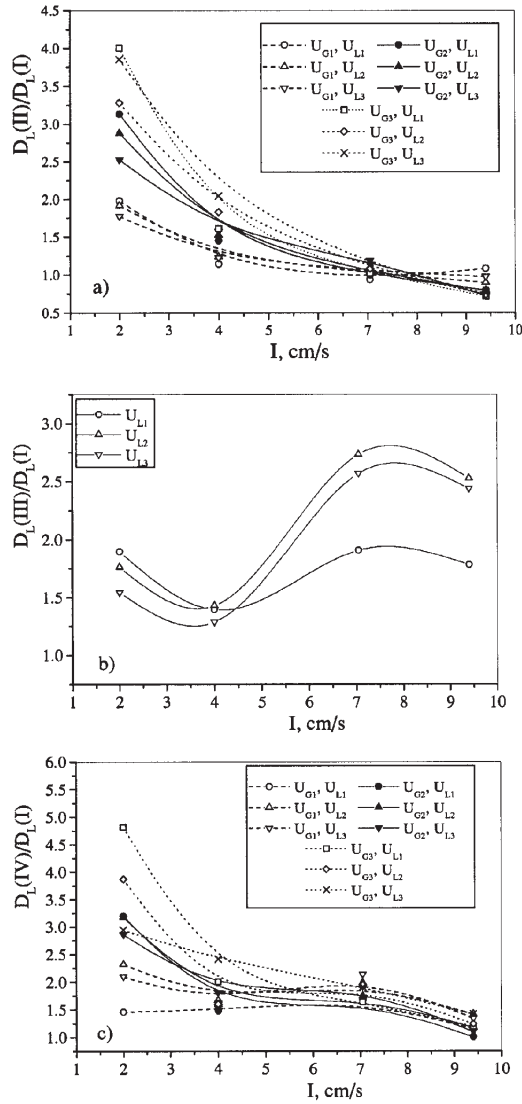 4.5
4.0
3.5
3.0
2.5
2.0
1.5
1.0
0.5
D_L(II)/D_L(I)
U_G1, U_L1 U_G2, U_L1
U_G1, U_L2 U_G2, U_L2
U_G1, U_L3 U_G2, U_L3
U_G3, U_L1
U_G3, U_L2
U_G3, U_L3
a)
1 2 3 4 5 6 7 8 9 10
I, cm/s
U_L1
U_L2
U_L3
3.0
2.5
2.0
1.5
1.0
D_L(III)/D_L(I)
b)
1 2 3 4 5 6 7 8 9 10
I, cm/s
6.0
5.5
5.0
4.5
4.0
3.5
3.0
2.5
2.0
1.5
1.0
D_L(IV)/D_L(I)
U_G1, U_L1 U_G2, U_L1
U_G1, U_L2 U_G2, U_L2
U_G1, U_L3 U_G2, U_L3
U_G3, U_L1
U_G3, U_L2
U_G3, U_L3
c)
1 2 3 4 5 6 7 8 9 10
I, cm/s